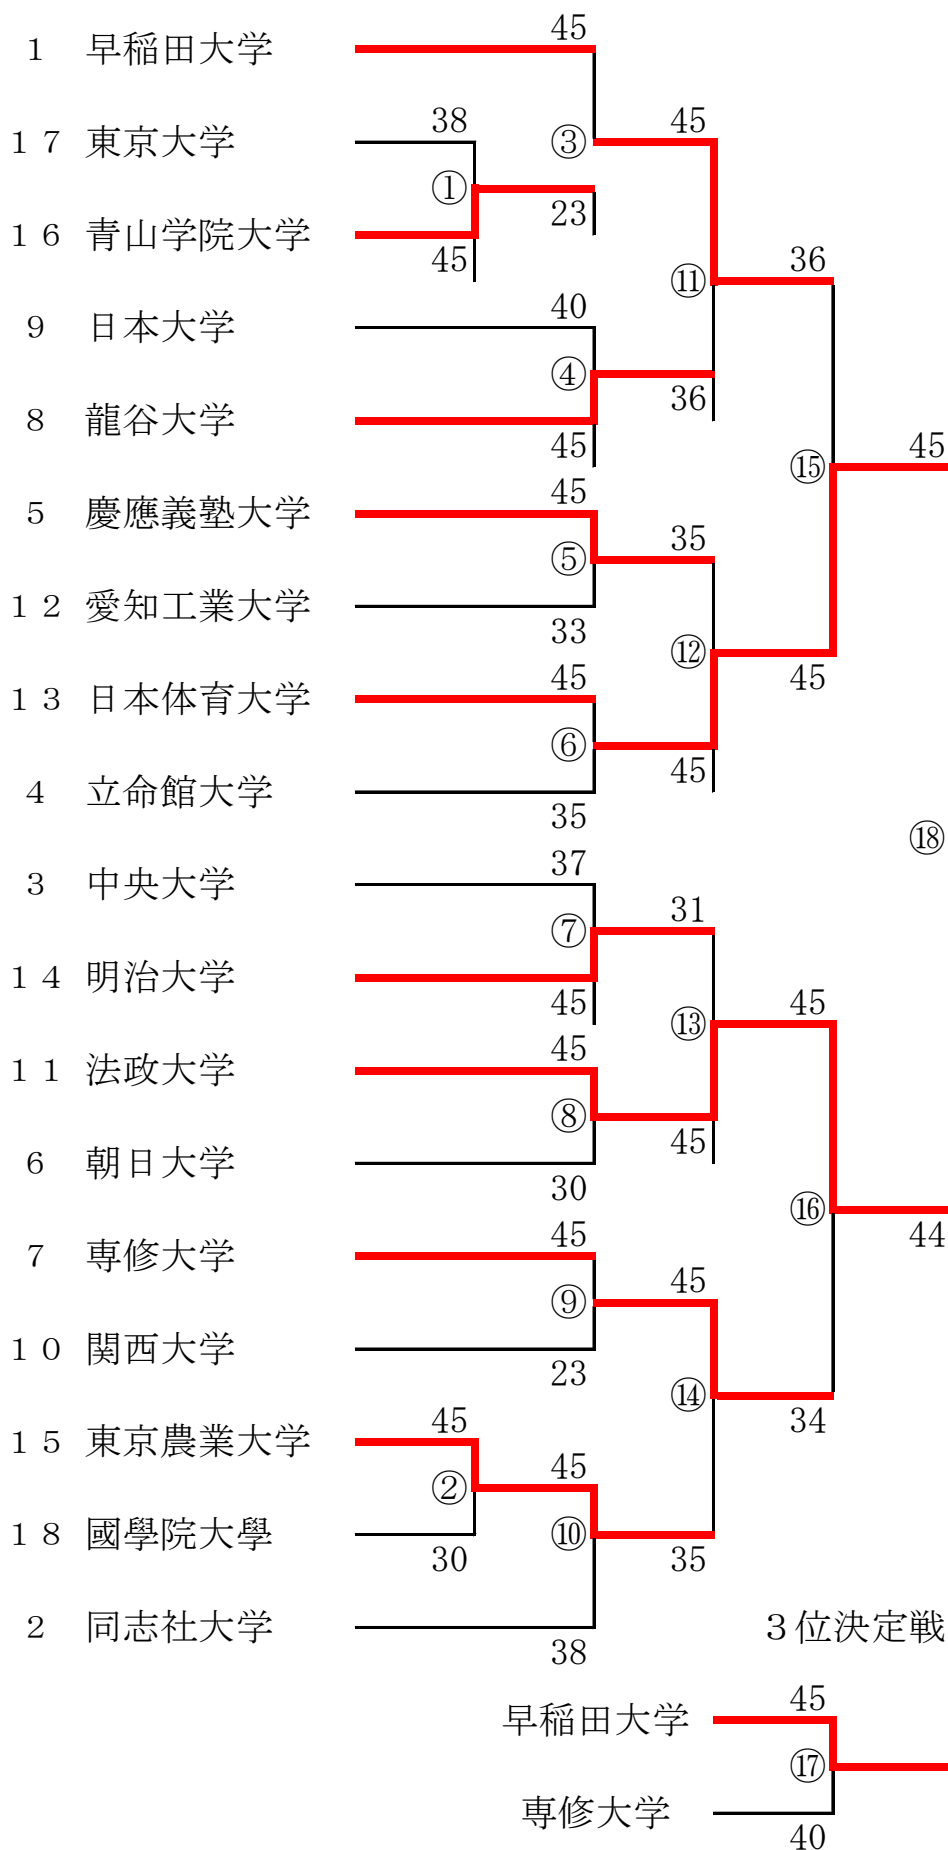 45
1 早稲田大学
38 45
17 東京大学 ③
①
23
16 青山学院大学
45 36
⑪
40
9 日本大学
④
36
8 龍谷大学
45 45
⑮
45
5 慶應義塾大学
35
⑤
12 愛知工業大学
33
⑫
45 45
13 日本体育大学
⑥
45
4 立命館大学
35
⑱
37
3 中央大学
31
⑦
14 明治大学
45 45
⑬
45
11 法政大学
⑧
45
6 朝日大学
30
⑯
45 44
7 専修大学
45
⑨
10 関西大学
23
⑭
45 34
15 東京農業大学
45
②
18 國學院大學 ⑩
30 35
2 同志社大学 3位決定戦
38
45
早稲田大学
⑰
専修大学
40